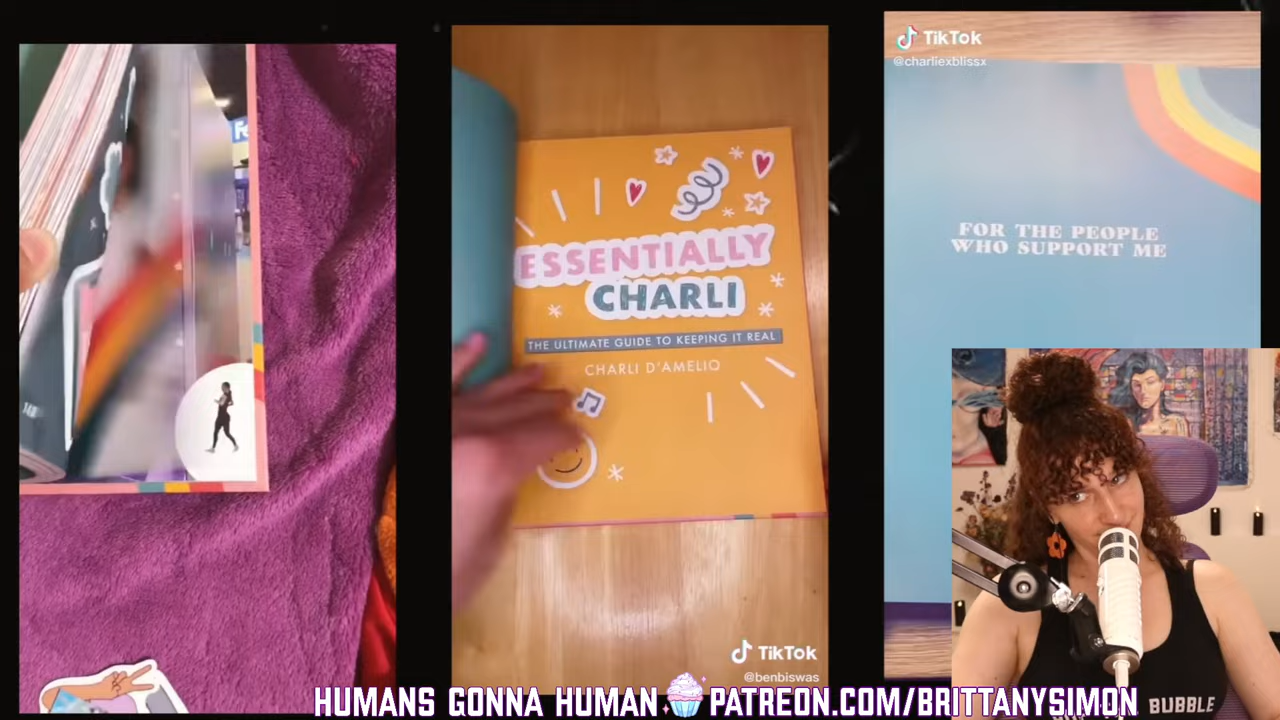 TikTok
@charliexblissx
ESSENTIALLY
CHARLI
THE ULTIMATE GUIDE TO KEEPING IT REAL
CHARLI D'AMELIO
FOR THE PEOPLE
WHO SUPPORT ME
TikTok
@benbiswas
BUBBLE
HUMANS GONNA HUMAN PATREON.COM/BRITTANYSIMON